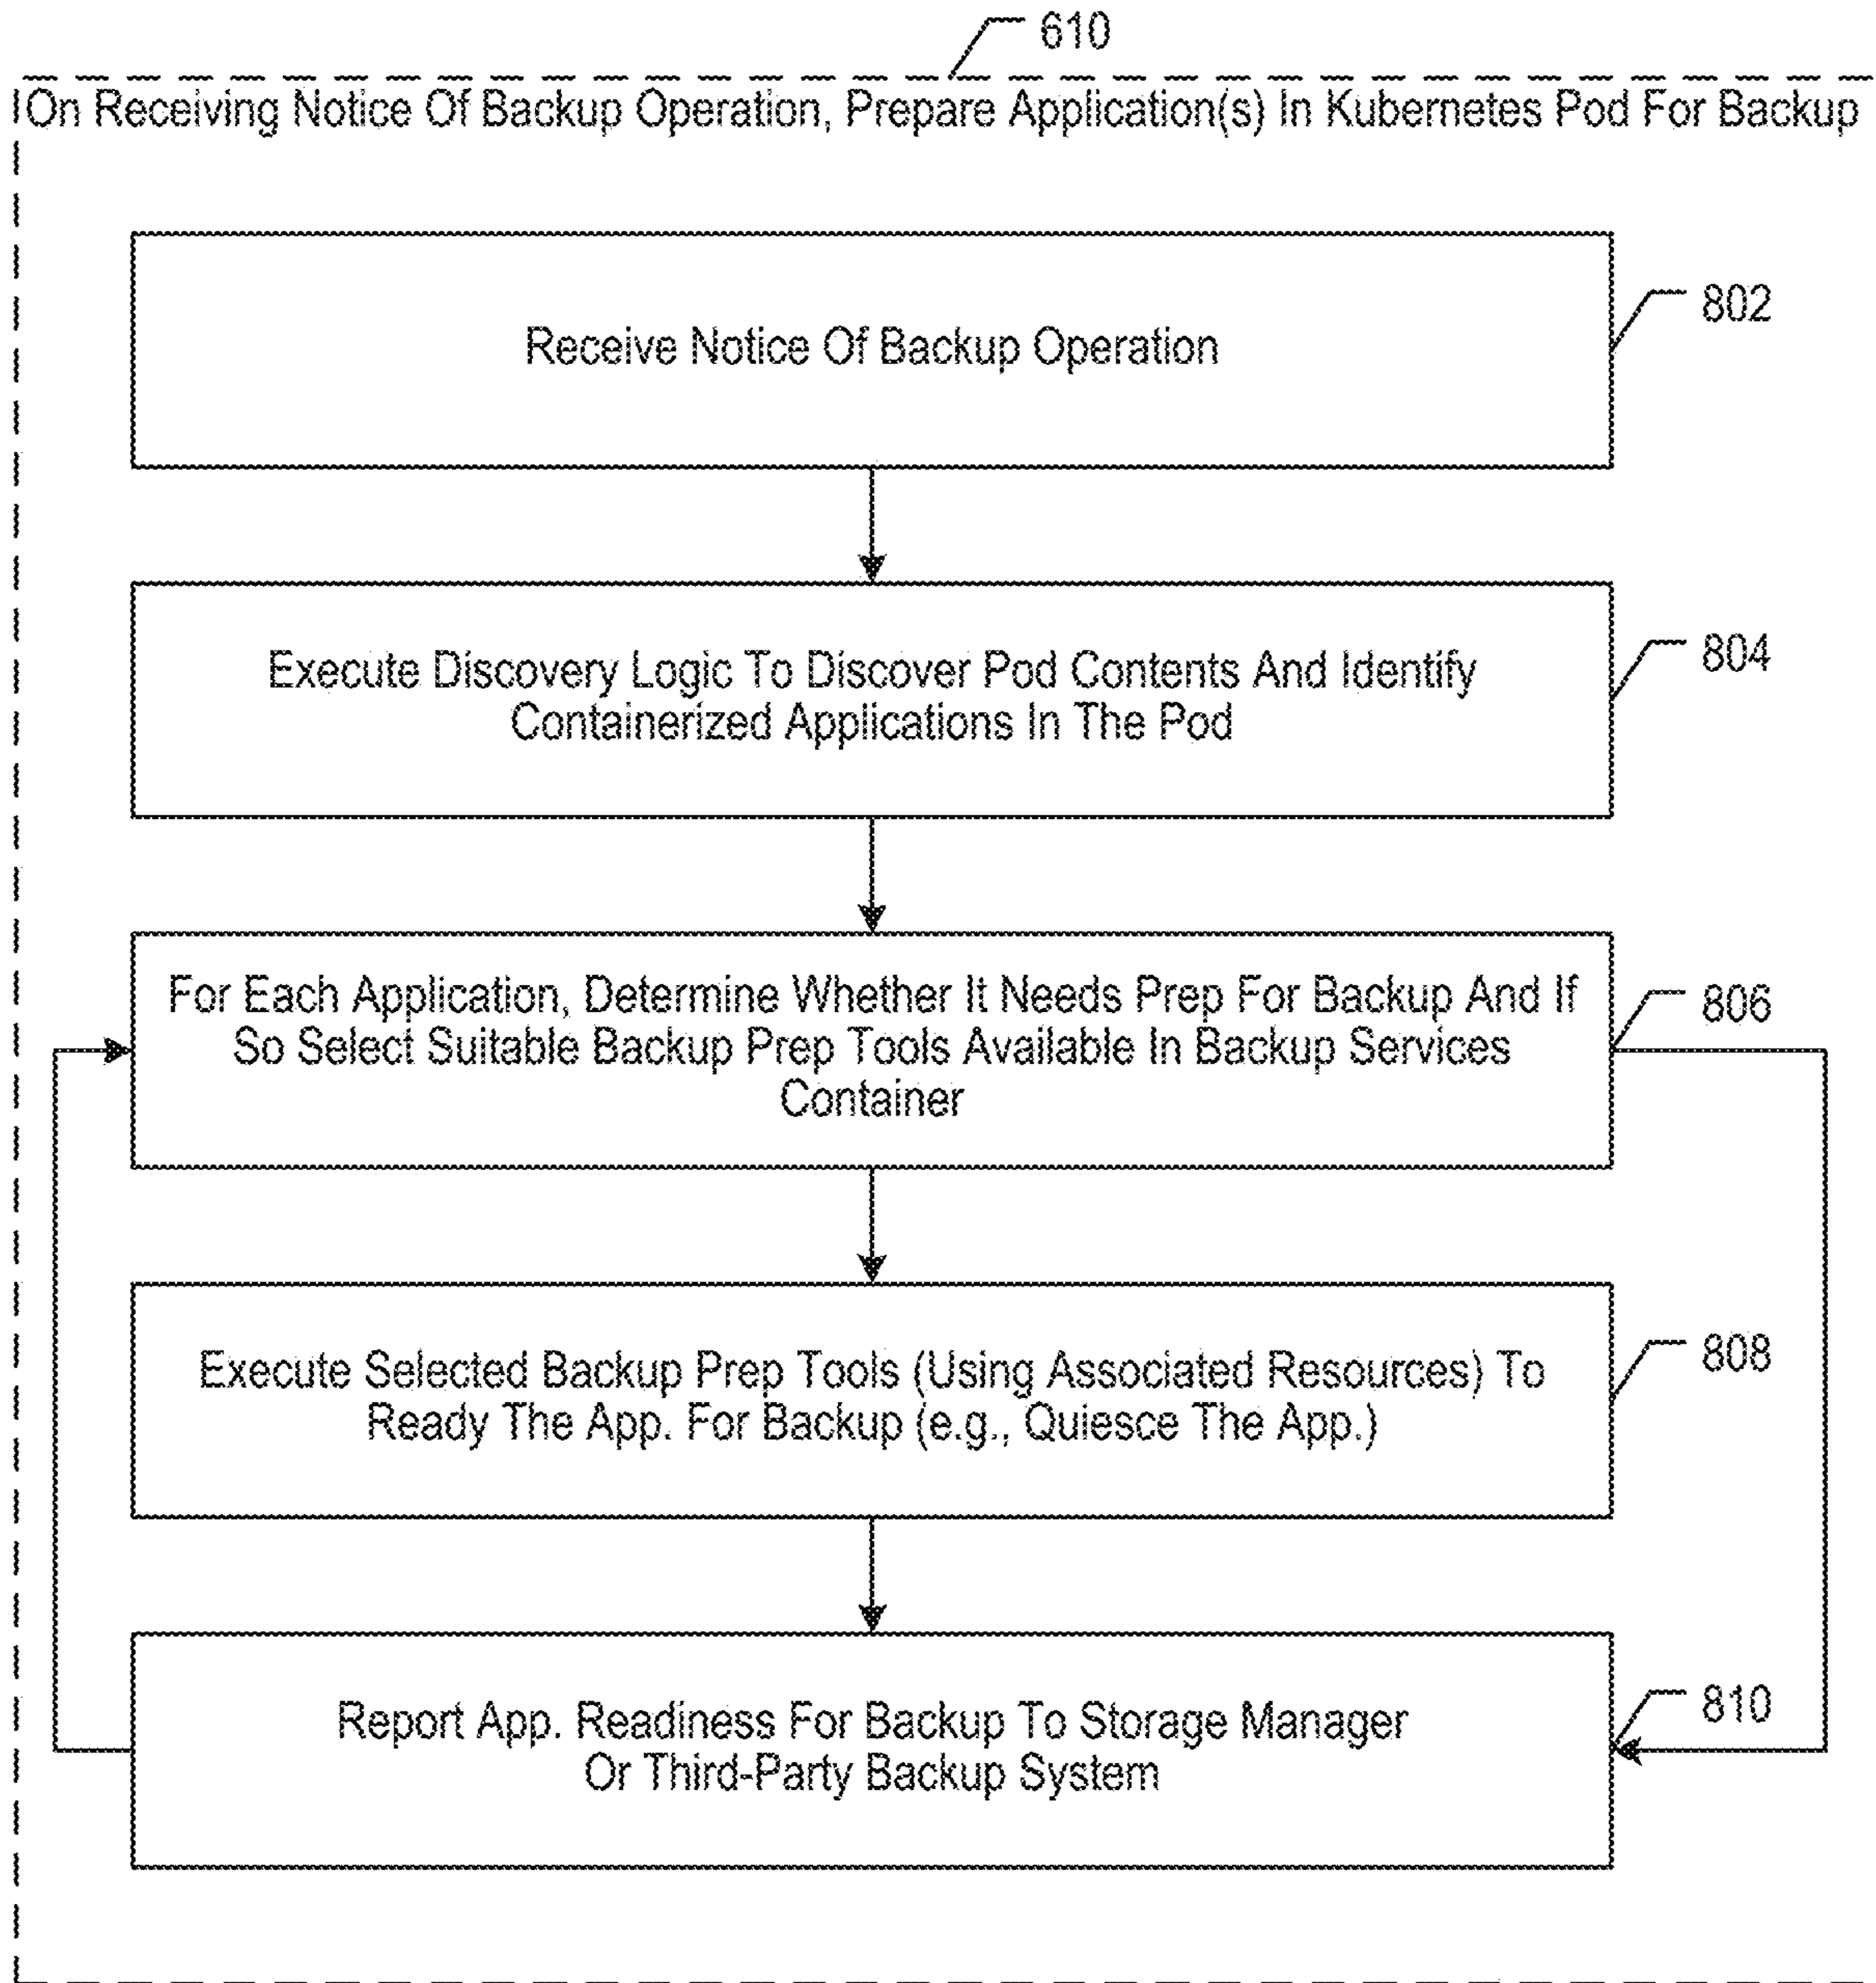 610
On Receiving Notice Of Backup Operation, Prepare Application(s) In Kubernetes Pod For Backup
Receive Notice Of Backup Operation
802
Execute Discovery Logic To Discover Pod Contents And Identify
Containerized Applications In The Pod
804
For Each Application, Determine Whether It Needs Prep For Backup And If
So Select Suitable Backup Prep Tools Available In Backup Services
Container
806
Execute Selected Backup Prep Tools (Using Associated Resources) To
Ready The App. For Backup (e.g., Quiesce The App.)
808
Report App. Readiness For Backup To Storage Manager
Or Third-Party Backup System
810